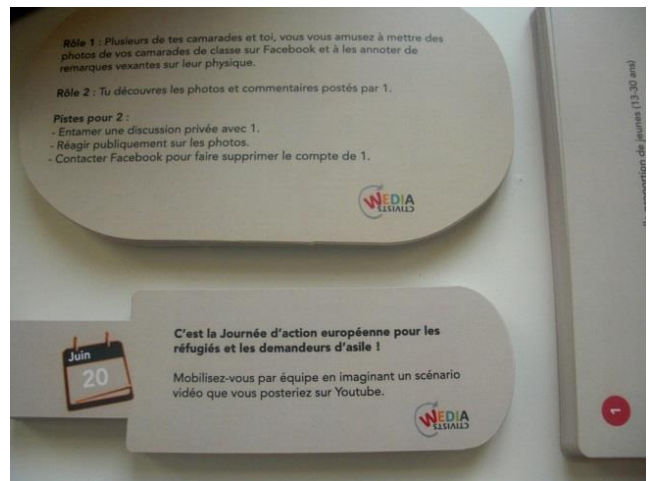 Rôle 1 : Plusieurs de tes camarades et toi, vous vous amusez à mettre des
photos de vos camarades de classe sur Facebook et à les annoter de
remarques vexantes sur leur physique.
Rôle 2 : Tu découvres les photos et commentaires postés par 1.
Pistes pour 2 :
- Entamer une discussion privée avec 1.
- Réagir publiquement sur les photos.
- Contacter Facebook pour faire supprimer le compte de 1.
WEDIA
ACTIVISTS
Juin
20
C'est la Journée d'action européenne pour les
réfugiés et les demandeurs d'asile !
Mobilisez-vous par équipe en imaginant un scénario
vidéo que vous posteriez sur Youtube.
WEDIA
ACTIVISTS
proportion de jeunes (13-30 ans)
1